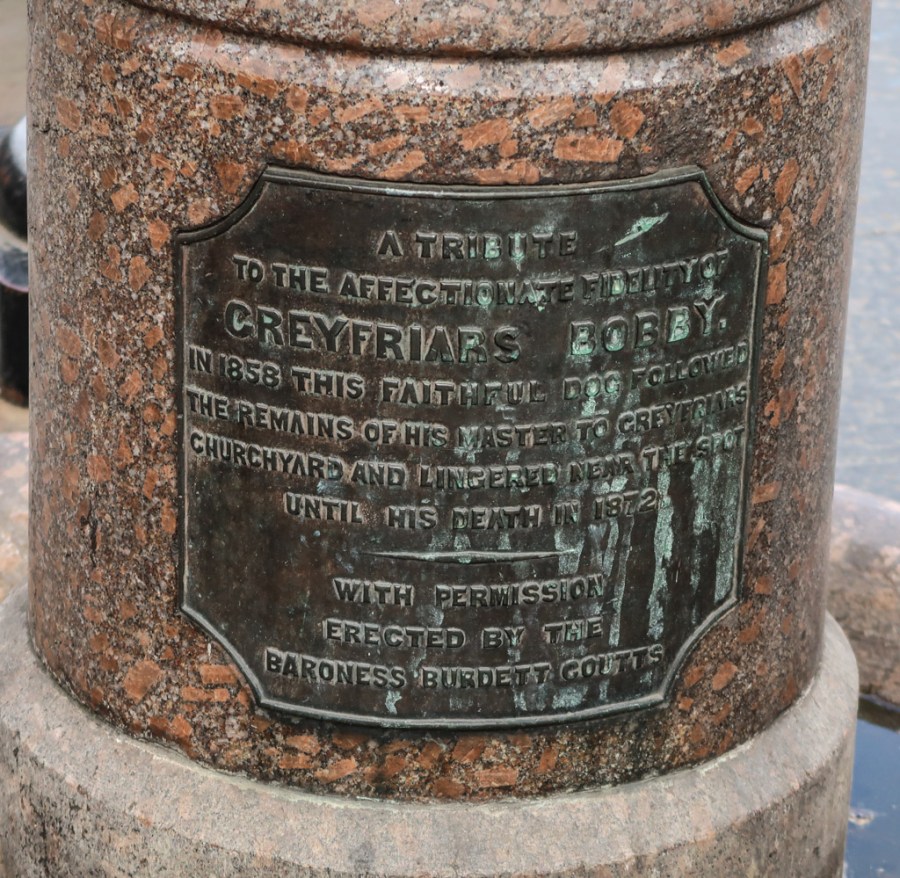 A TRIBUTE
TO THE AFFECTIONATE FIDELITY OF
GREYFRIARS BOBBY.
IN 1858 THIS FAITHFUL DOG FOLLOWED
THE REMAINS OF HIS MASTER TO GREYFRIARS
CHURCHYARD AND LINGERED NEAR THE SPOT
UNTIL HIS DEATH IN 1872
WITH PERMISSION
ERECTED BY THE
BARONESS BURDETT COUTTS